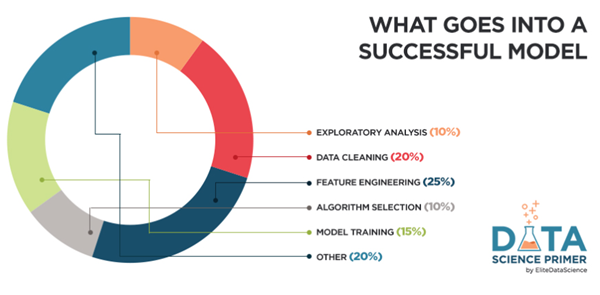 WHAT GOES INTO A
SUCCESSFUL MODEL
EXPLORATORY ANALYSIS (10%)
DATA CLEANING (20%)
FEATURE ENGINEERING (25%)
ALGORITHM SELECTION (10%)
MODEL TRAINING (15%)
OTHER (20%)
DATA
SCIENCE PRIMER
by EliteDataScience